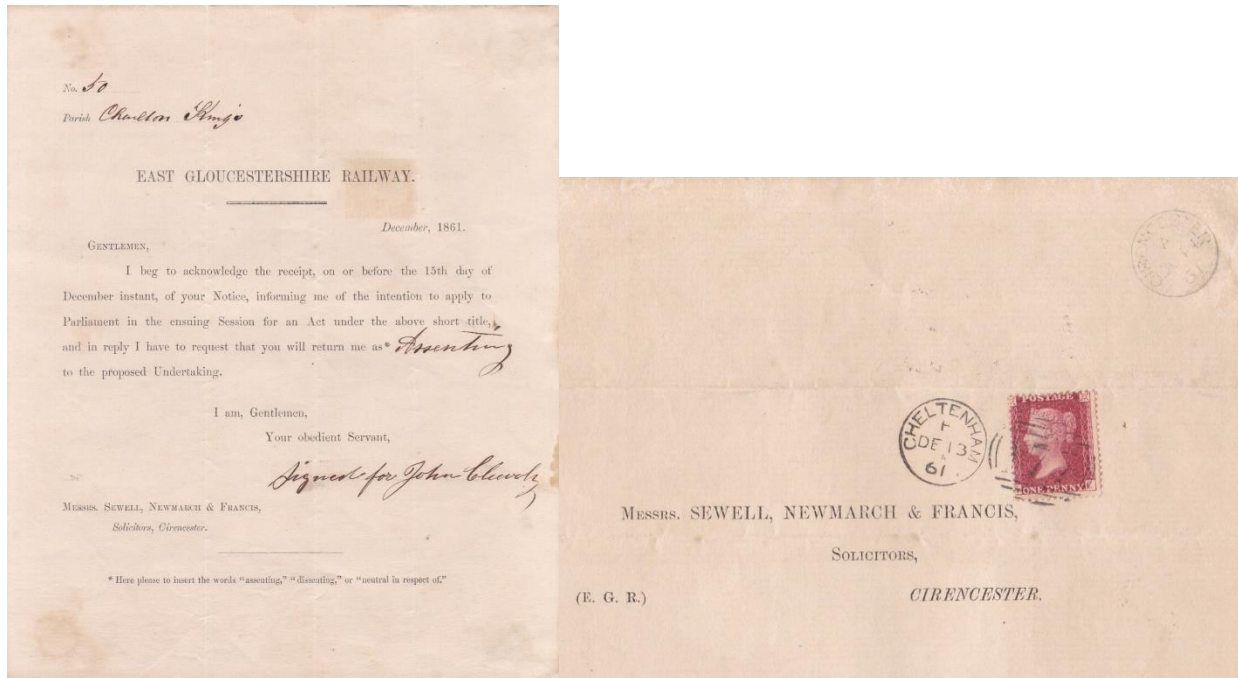 No. 50
Parish Charlton Kings
EAST GLOUCESTERSHIRE RAILWAY.
December, 1861.
GENTLEMEN,
I beg to acknowledge the receipt, on or before the 15th day of
December instant, of your Notice, informing me of the intention to apply to
Parliament in the ensuing Session for an Act under the above short title,
and in reply I have to request that you will return me as* Assenting
to the proposed Undertaking.
I am, Gentlemen,
Your obedient Servant,
Signed for John
MESSRS. SEWELL, NEWMARCH & FRANCIS,
Solicitors, Cirencester.
* Here please to insert the words "assenting," "dissenting," or "neutral in respect of."
CIRENCESTER
61
CHELTENHAM
F
DE 13
61
POSTAGE
ONE PENNY
MESSRS. SEWELL, NEWMARCH & FRANCIS,
SOLICITORS,
(E. G. R.) CIRENCESTER.